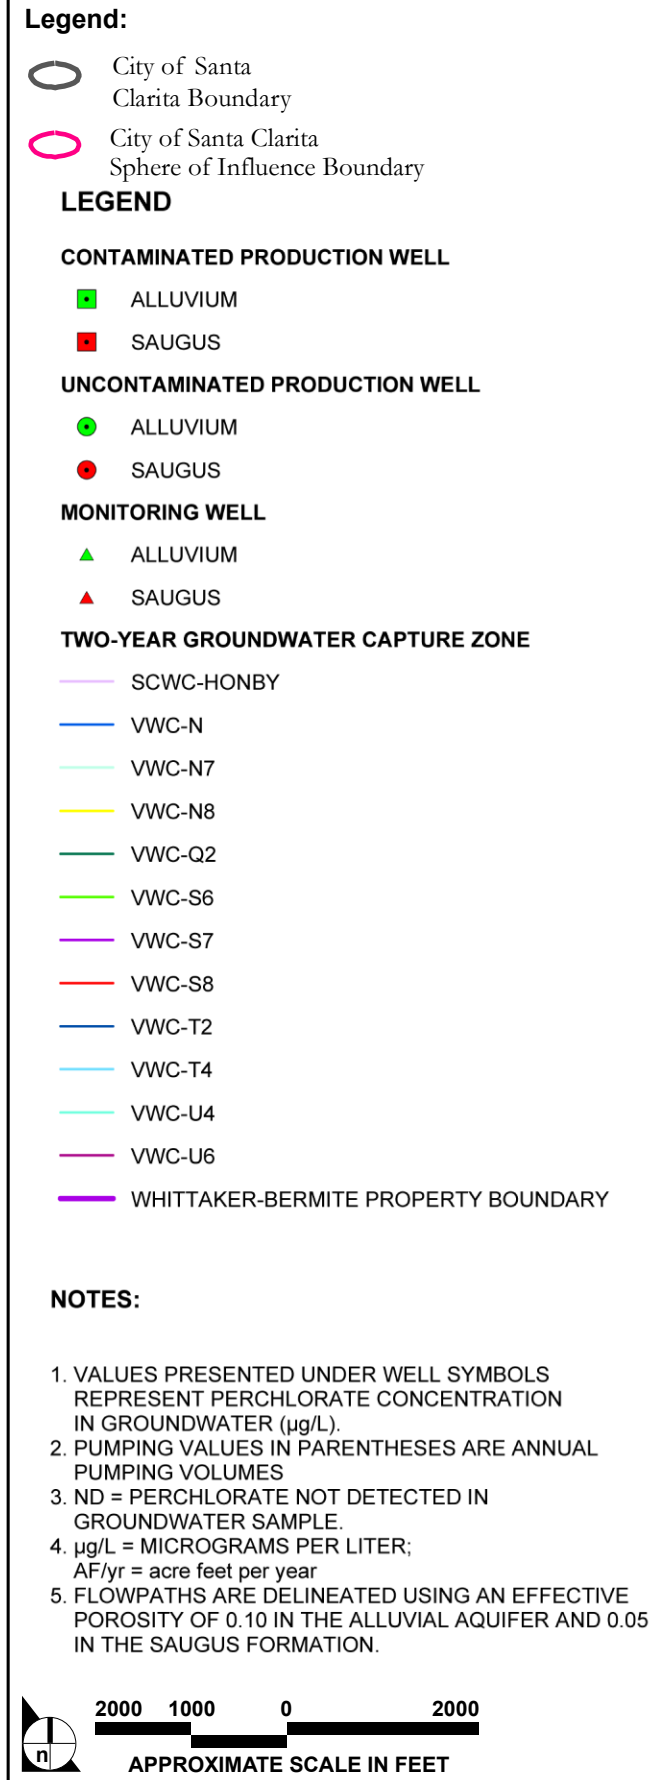 Legend:
City of Santa
Clarita Boundary
City of Santa Clarita
Sphere of Influence Boundary
LEGEND
CONTAMINATED PRODUCTION WELL
ALLUVIUM
SAUGUS
UNCONTAMINATED PRODUCTION WELL
ALLUVIUM
SAUGUS
MONITORING WELL
ALLUVIUM
SAUGUS
TWO-YEAR GROUNDWATER CAPTURE ZONE
SCWC-HONBY
VWC-N
VWC-N7
VWC-N8
VWC-Q2
VWC-S6
VWC-S7
VWC-S8
VWC-T2
VWC-T4
VWC-U4
VWC-U6
WHITTAKER-BERMITE PROPERTY BOUNDARY
NOTES:
1. VALUES PRESENTED UNDER WELL SYMBOLS
REPRESENT PERCHLORATE CONCENTRATION
IN GROUNDWATER (µg/L).
2. PUMPING VALUES IN PARENTHESES ARE ANNUAL
PUMPING VOLUMES
3. ND = PERCHLORATE NOT DETECTED IN
GROUNDWATER SAMPLE.
4. µg/L = MICROGRAMS PER LITER;
AF/yr = acre feet per year
5. FLOWPATHS ARE DELINEATED USING AN EFFECTIVE
POROSITY OF 0.10 IN THE ALLUVIAL AQUIFER AND 0.05
IN THE SAUGUS FORMATION.
2000 1000 0 2000
n
APPROXIMATE SCALE IN FEET